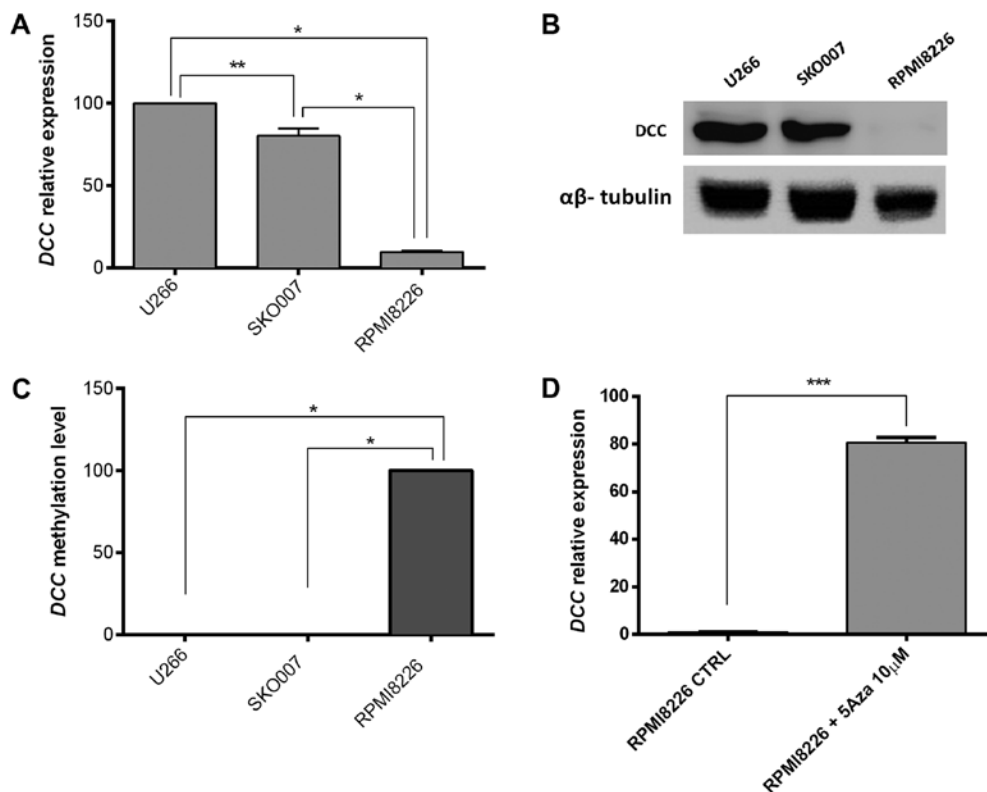 A
DCC relative expression
150
100
50
0
*
**
*
U266
SKO007
RPMI8226
B
U266
SKO007
RPMI8226
DCC
αβ- tubulin
C
DCC methylation level
150
100
50
0
*
*
U266
SKO007
RPMI8226
D
DCC relative expression
100
80
60
40
20
0
***
RPMI8226 CTRL
RPMI8226 + 5Aza 10μM